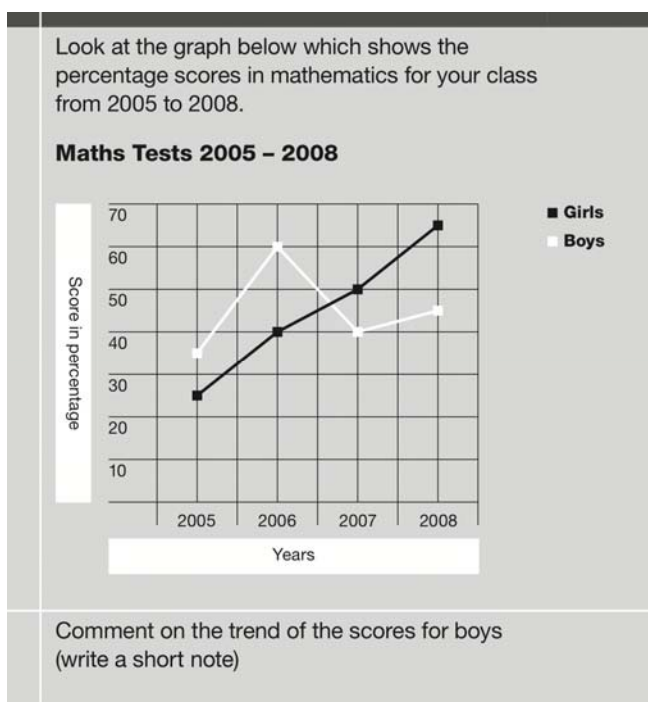 Look at the graph below which shows the
percentage scores in mathematics for your class
from 2005 to 2008.
Maths Tests 2005 – 2008
Girls
Boys
Score in percentage
70
60
50
40
30
20
10
2005 2006 2007 2008
Years
Comment on the trend of the scores for boys
(write a short note)